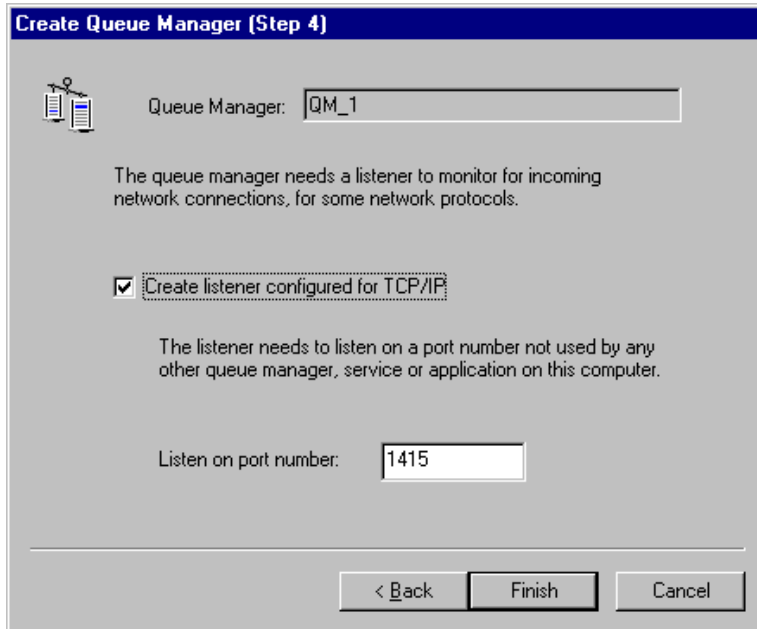 Create Queue Manager (Step 4)
Queue Manager: QM_1
The queue manager needs a listener to monitor for incoming
network connections, for some network protocols.
Create listener configured for TCP/IP
The listener needs to listen on a port number not used by any
other queue manager, service or application on this computer.
Listen on port number: 1415
< Back Finish Cancel